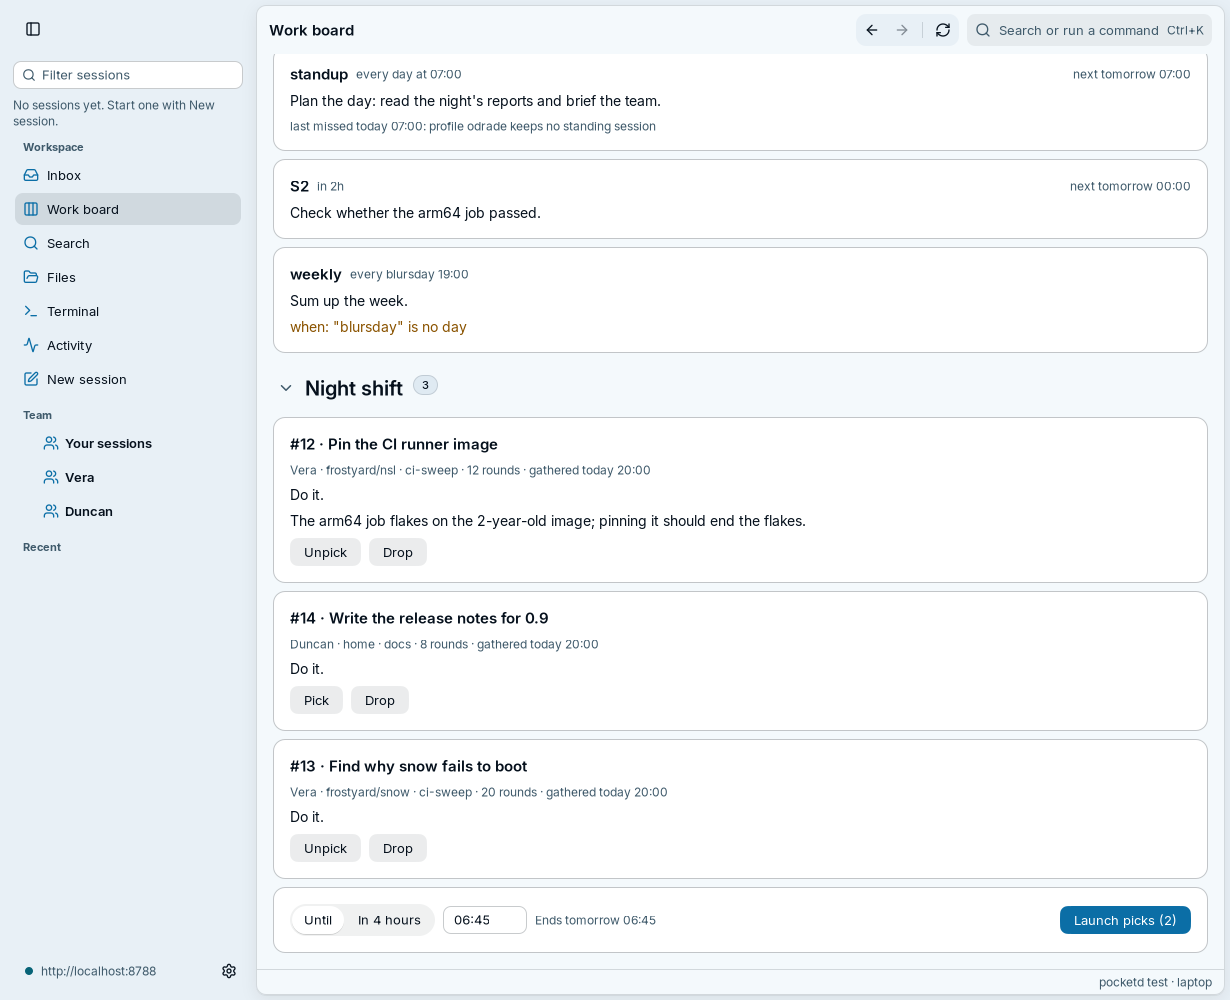 Work board
Search or run a command Ctrl+K
Filter sessions
No sessions yet. Start one with New
session.
Workspace
Inbox
Work board
Search
Files
Terminal
Activity
New session
Team
Your sessions
Vera
Duncan
Recent
http://localhost:8788
standup every day at 07:00 next tomorrow 07:00
Plan the day: read the night's reports and brief the team.
last missed today 07:00: profile odrade keeps no standing session
S2 in 2h next tomorrow 00:00
Check whether the arm64 job passed.
weekly every blursday 19:00
Sum up the week.
when: "blursday" is no day
Night shift 3
#12 · Pin the CI runner image
Vera · frostyard/nsl · ci-sweep · 12 rounds · gathered today 20:00
Do it.
The arm64 job flakes on the 2-year-old image; pinning it should end the flakes.
Unpick Drop
#14 · Write the release notes for 0.9
Duncan · home · docs · 8 rounds · gathered today 20:00
Do it.
Pick Drop
#13 · Find why snow fails to boot
Vera · frostyard/snow · ci-sweep · 20 rounds · gathered today 20:00
Do it.
Unpick Drop
Until In 4 hours 06:45 Ends tomorrow 06:45 Launch picks (2)
pocketd test · laptop